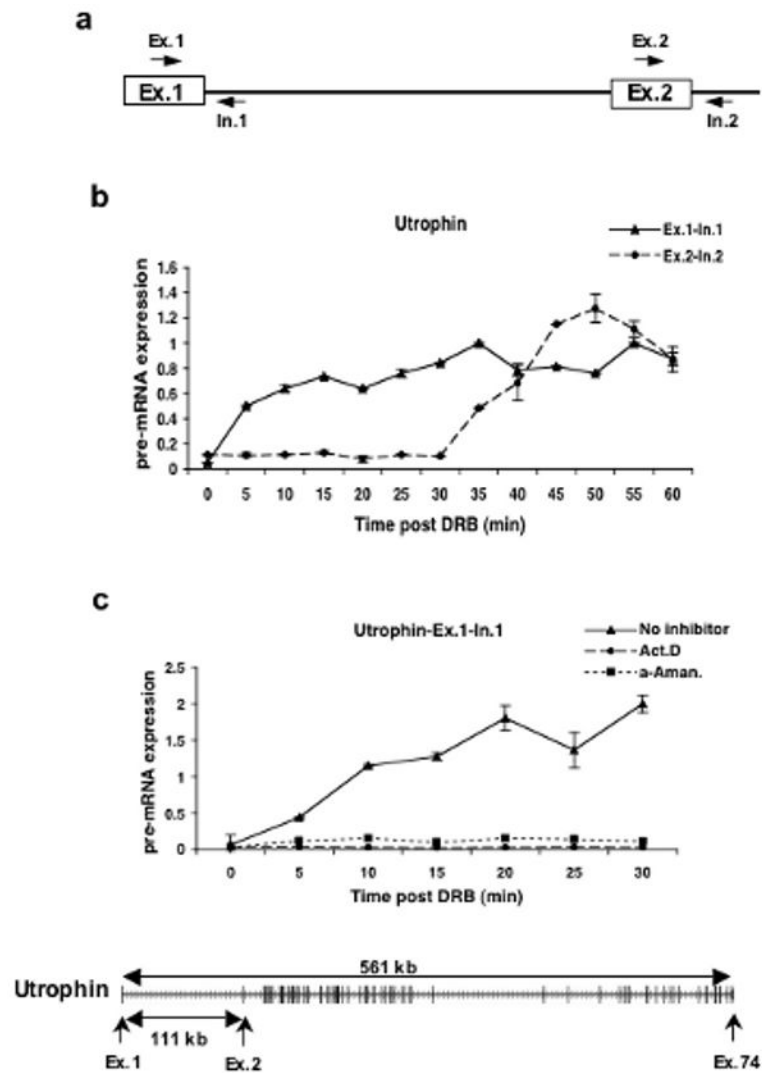 a
Ex.1 Ex.2
Ex.1 Ex.2
In.1 In.2
b
Utrophin
Ex.1-In.1
Ex.2-In.2
pre-mRNA expression
1.6
1.4
1.2
1
0.8
0.6
0.4
0.2
0
0 5 10 15 20 25 30 35 40 45 50 55 60
Time post DRB (min)
c
Utrophin-Ex.1-In.1
No inhibitor
Act.D
a-Aman.
pre-mRNA expression
2.5
2
1.5
1
0.5
0
0 5 10 15 20 25 30
Time post DRB (min)
561 kb
Utrophin
111 kb
Ex.1 Ex.2 Ex.74